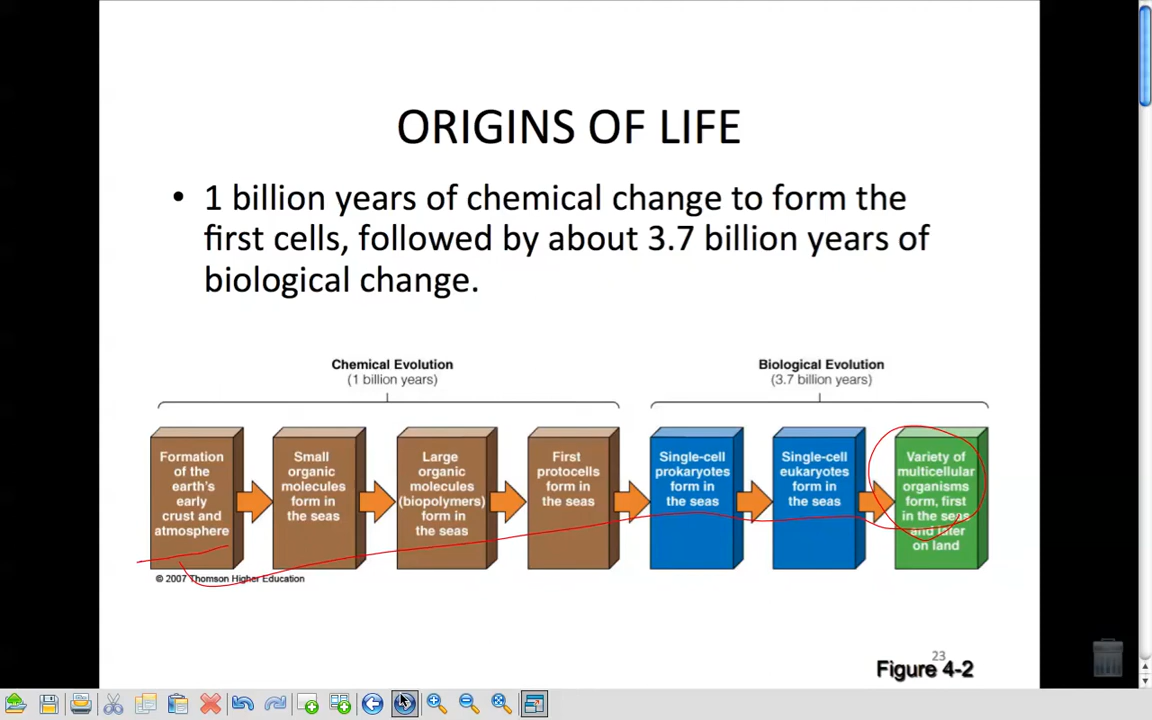 ORIGINS OF LIFE
• 1 billion years of chemical change to form the
first cells, followed by about 3.7 billion years of
biological change.
Chemical Evolution
(1 billion years)
Biological Evolution
(3.7 billion years)
Formation
of the
earth's
early
crust and
atmosphere
Small
organic
molecules
form in
the seas
Large
organic
molecules
(biopolymers)
form in
the seas
First
protocells
form in
the seas
Single-cell
prokaryotes
form in
the seas
Single-cell
eukaryotes
form in
the seas
Variety of
multicellular
organisms
form, first
in the seas
and later
on land
© 2007 Thomson Higher Education
23
Figure 4-2